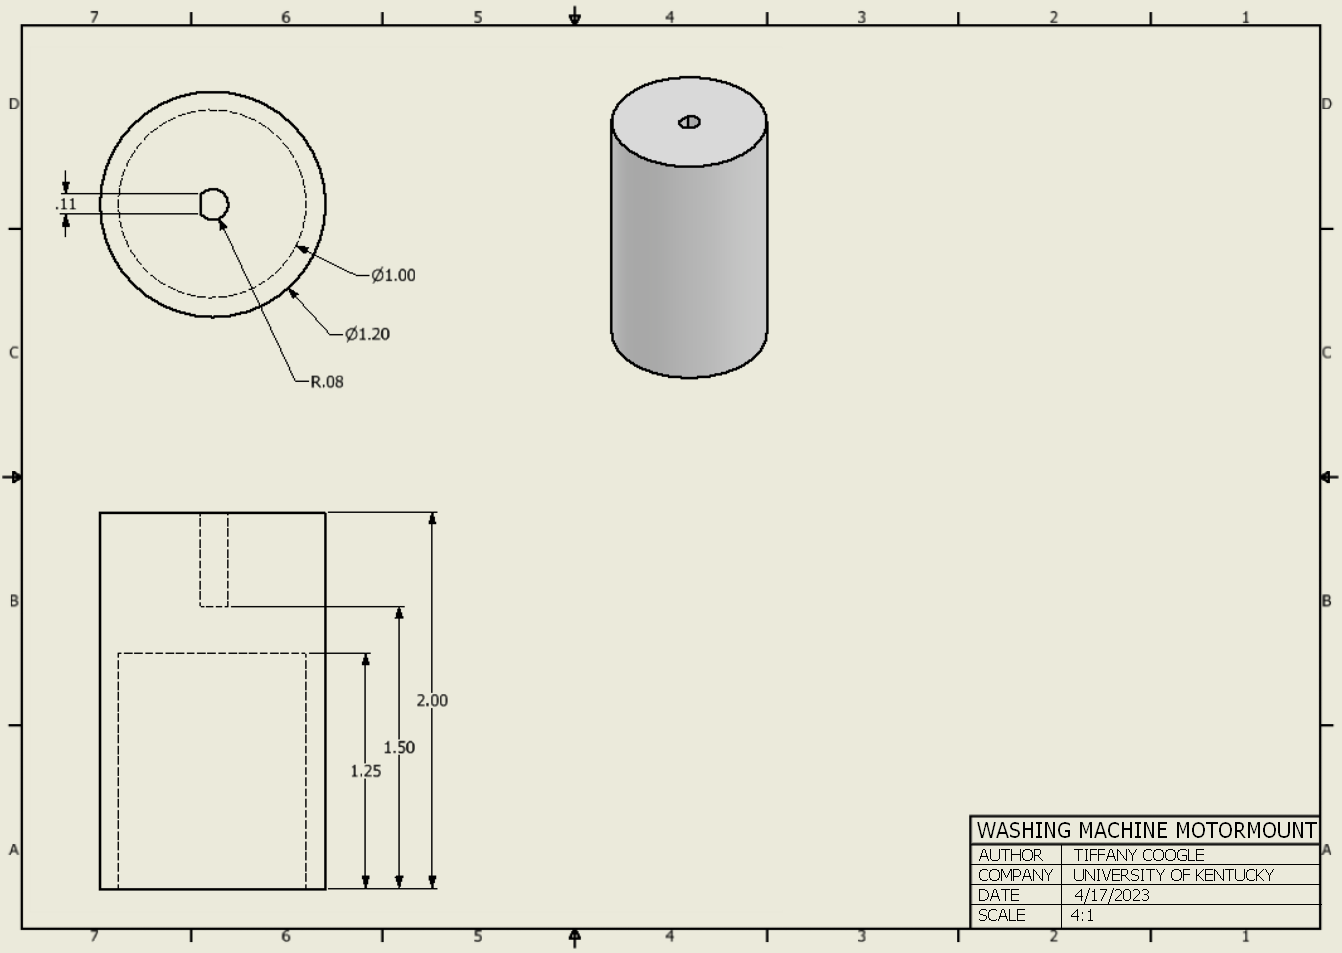 7 6 5 4 3 2 1
D D
.11
Ø1.00
Ø1.20
C C
R.08
B B
2.00
1.50
1.25
WASHING MACHINE MOTORMOUNT
A A
AUTHOR TIFFANY COOGLE
COMPANY UNIVERSITY OF KENTUCKY
DATE 4/17/2023
SCALE 4:1
7 6 5 4 3 2 1